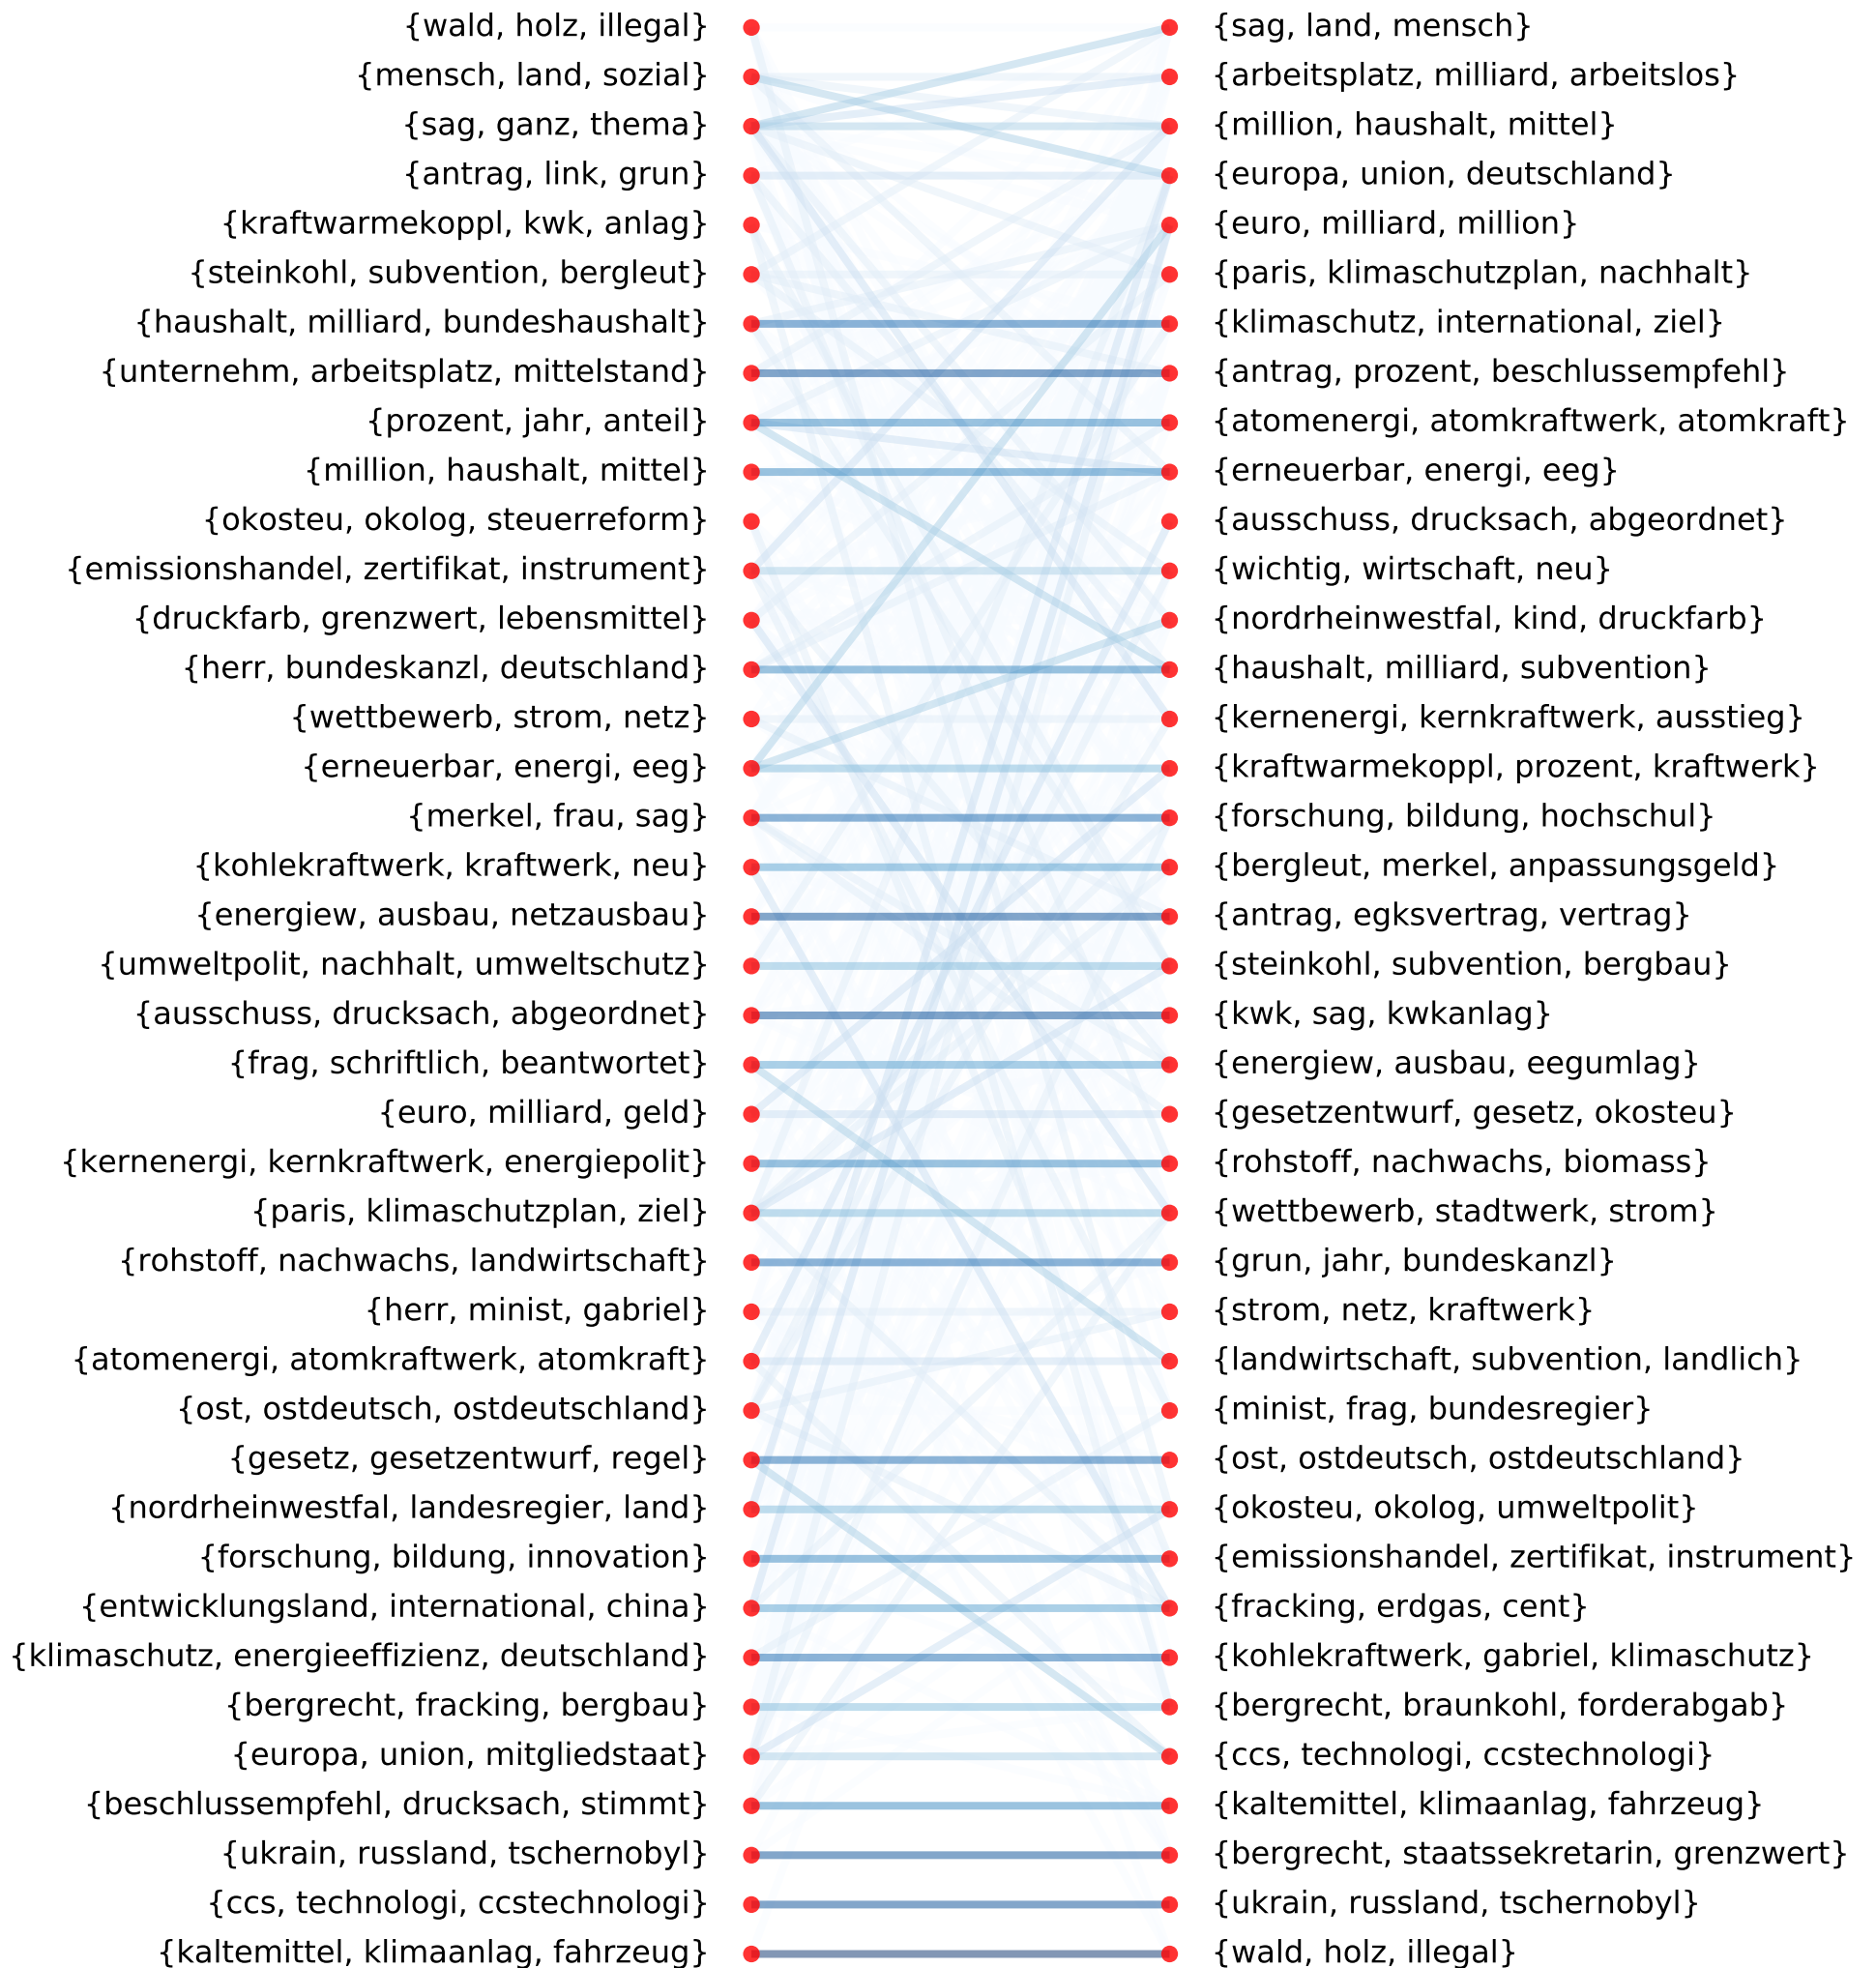 {wald, holz, illegal} {sag, land, mensch}
{mensch, land, sozial} {arbeitsplatz, milliard, arbeitslos}
{sag, ganz, thema} {million, haushalt, mittel}
{antrag, link, grun} {europa, union, deutschland}
{kraftwarmekoppl, kwk, anlag} {euro, milliard, million}
{steinkohl, subvention, bergleut} {paris, klimaschutzplan, nachhalt}
{haushalt, milliard, bundeshaushalt} {klimaschutz, international, ziel}
{unternehm, arbeitsplatz, mittelstand} {antrag, prozent, beschlussempfehl}
{prozent, jahr, anteil} {atomenergi, atomkraftwerk, atomkraft}
{million, haushalt, mittel} {erneuerbar, energi, eeg}
{okosteu, okolog, steuerreform} {ausschuss, drucksach, abgeordnet}
{emissionshandel, zertifikat, instrument} {wichtig, wirtschaft, neu}
{druckfarb, grenzwert, lebensmittel} {nordrheinwestfal, kind, druckfarb}
{herr, bundeskanzl, deutschland} {haushalt, milliard, subvention}
{wettbewerb, strom, netz} {kernenergi, kernkraftwerk, ausstieg}
{erneuerbar, energi, eeg} {kraftwarmekoppl, prozent, kraftwerk}
{merkel, frau, sag} {forschung, bildung, hochschul}
{kohlekraftwerk, kraftwerk, neu} {bergleut, merkel, anpassungsgeld}
{energiew, ausbau, netzausbau} {antrag, egksvertrag, vertrag}
{umweltpolit, nachhalt, umweltschutz} {steinkohl, subvention, bergbau}
{ausschuss, drucksach, abgeordnet} {kwk, sag, kwkanlag}
{frag, schriftlich, beantwortet} {energiew, ausbau, eegumlag}
{euro, milliard, geld} {gesetzentwurf, gesetz, okosteu}
{kernenergi, kernkraftwerk, energiepolit} {rohstoff, nachwachs, biomass}
{paris, klimaschutzplan, ziel} {wettbewerb, stadtwerk, strom}
{rohstoff, nachwachs, landwirtschaft} {grun, jahr, bundeskanzl}
{herr, minist, gabriel} {strom, netz, kraftwerk}
{atomenergi, atomkraftwerk, atomkraft} {landwirtschaft, subvention, landlich}
{ost, ostdeutsch, ostdeutschland} {minist, frag, bundesregier}
{gesetz, gesetzentwurf, regel} {ost, ostdeutsch, ostdeutschland}
{nordrheinwestfal, landesregier, land} {okosteu, okolog, umweltpolit}
{forschung, bildung, innovation} {emissionshandel, zertifikat, instrument}
{entwicklungsland, international, china} {fracking, erdgas, cent}
{klimaschutz, energieeffizienz, deutschland} {kohlekraftwerk, gabriel, klimaschutz}
{bergrecht, fracking, bergbau} {bergrecht, braunkohl, forderabgab}
{europa, union, mitgliedstaat} {ccs, technologi, ccstechnologi}
{beschlussempfehl, drucksach, stimmt} {kaltemittel, klimaanlag, fahrzeug}
{ukrain, russland, tschernobyl} {bergrecht, staatssekretarin, grenzwert}
{ccs, technologi, ccstechnologi} {ukrain, russland, tschernobyl}
{kaltemittel, klimaanlag, fahrzeug} {wald, holz, illegal}